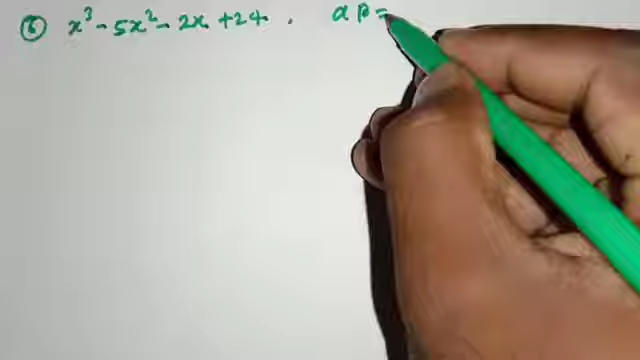 ⑥ x³ - 5x² - 2x + 24 . αβ =